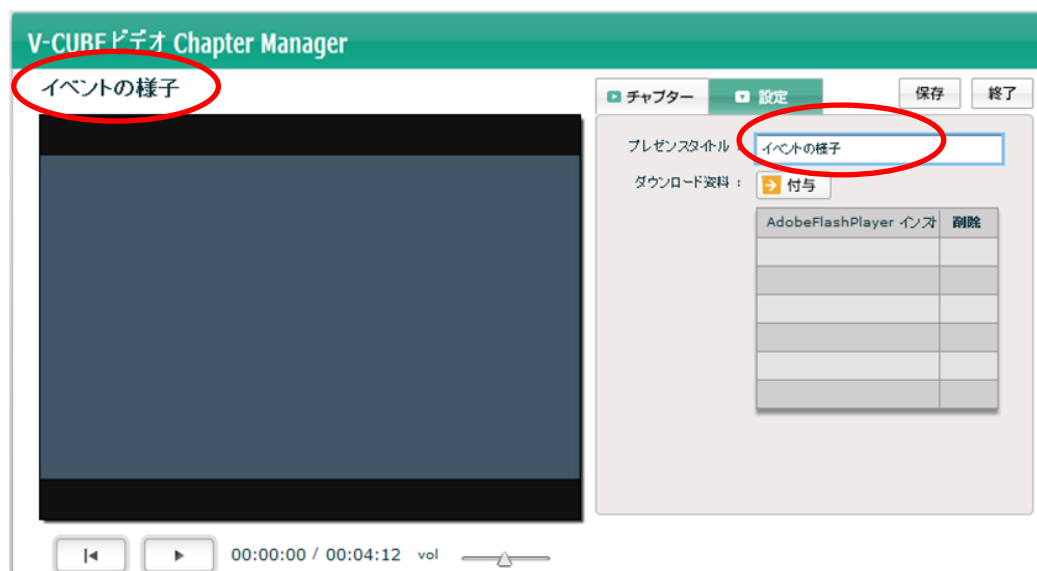 V-CUBEビデオ Chapter Manager
イベントの様子
チャプター 設定 保存 終了
プレゼンスタイトル : イベントの様子
ダウンロード資料 : 付与
AdobeFlashPlayer インスト 削除
00:00:00 / 00:04:12 vol